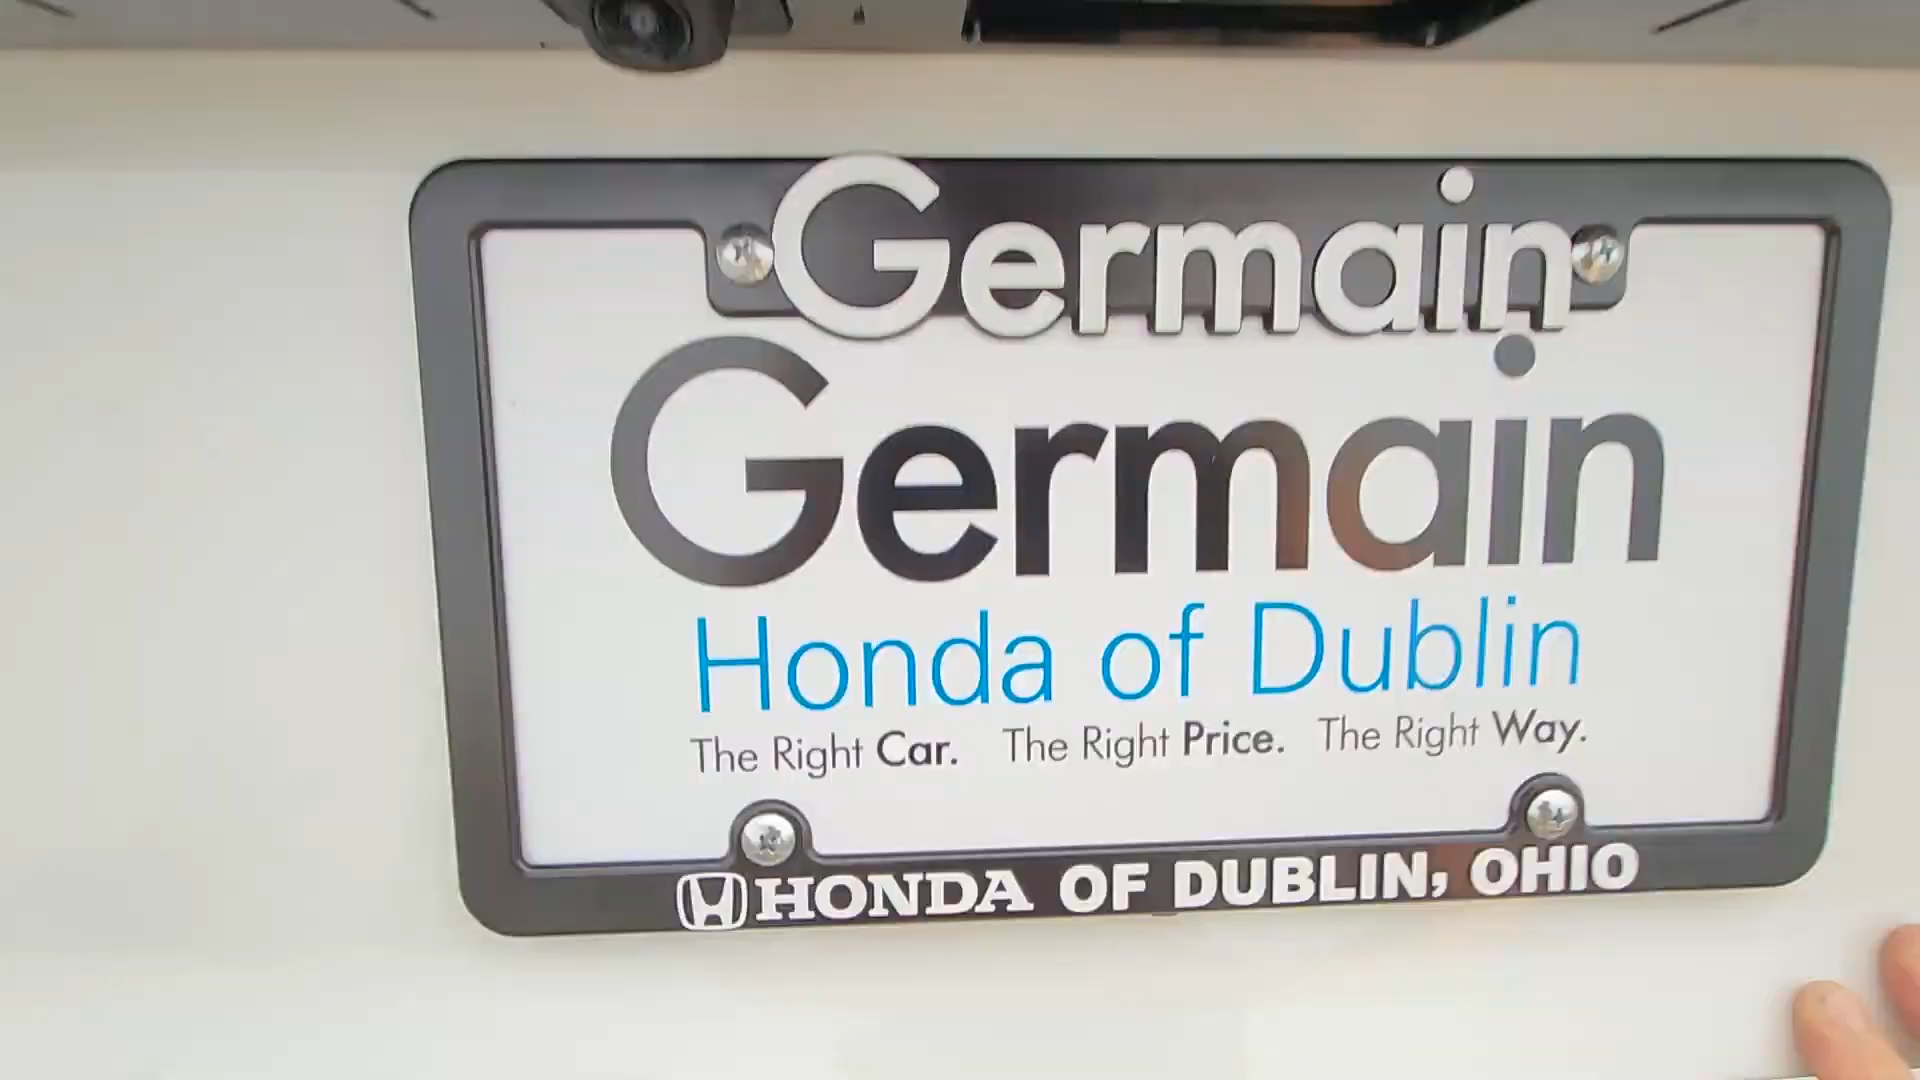 Germain
Germain
Honda of Dublin
The Right Car. The Right Price. The Right Way.
HONDA OF DUBLIN, OHIO